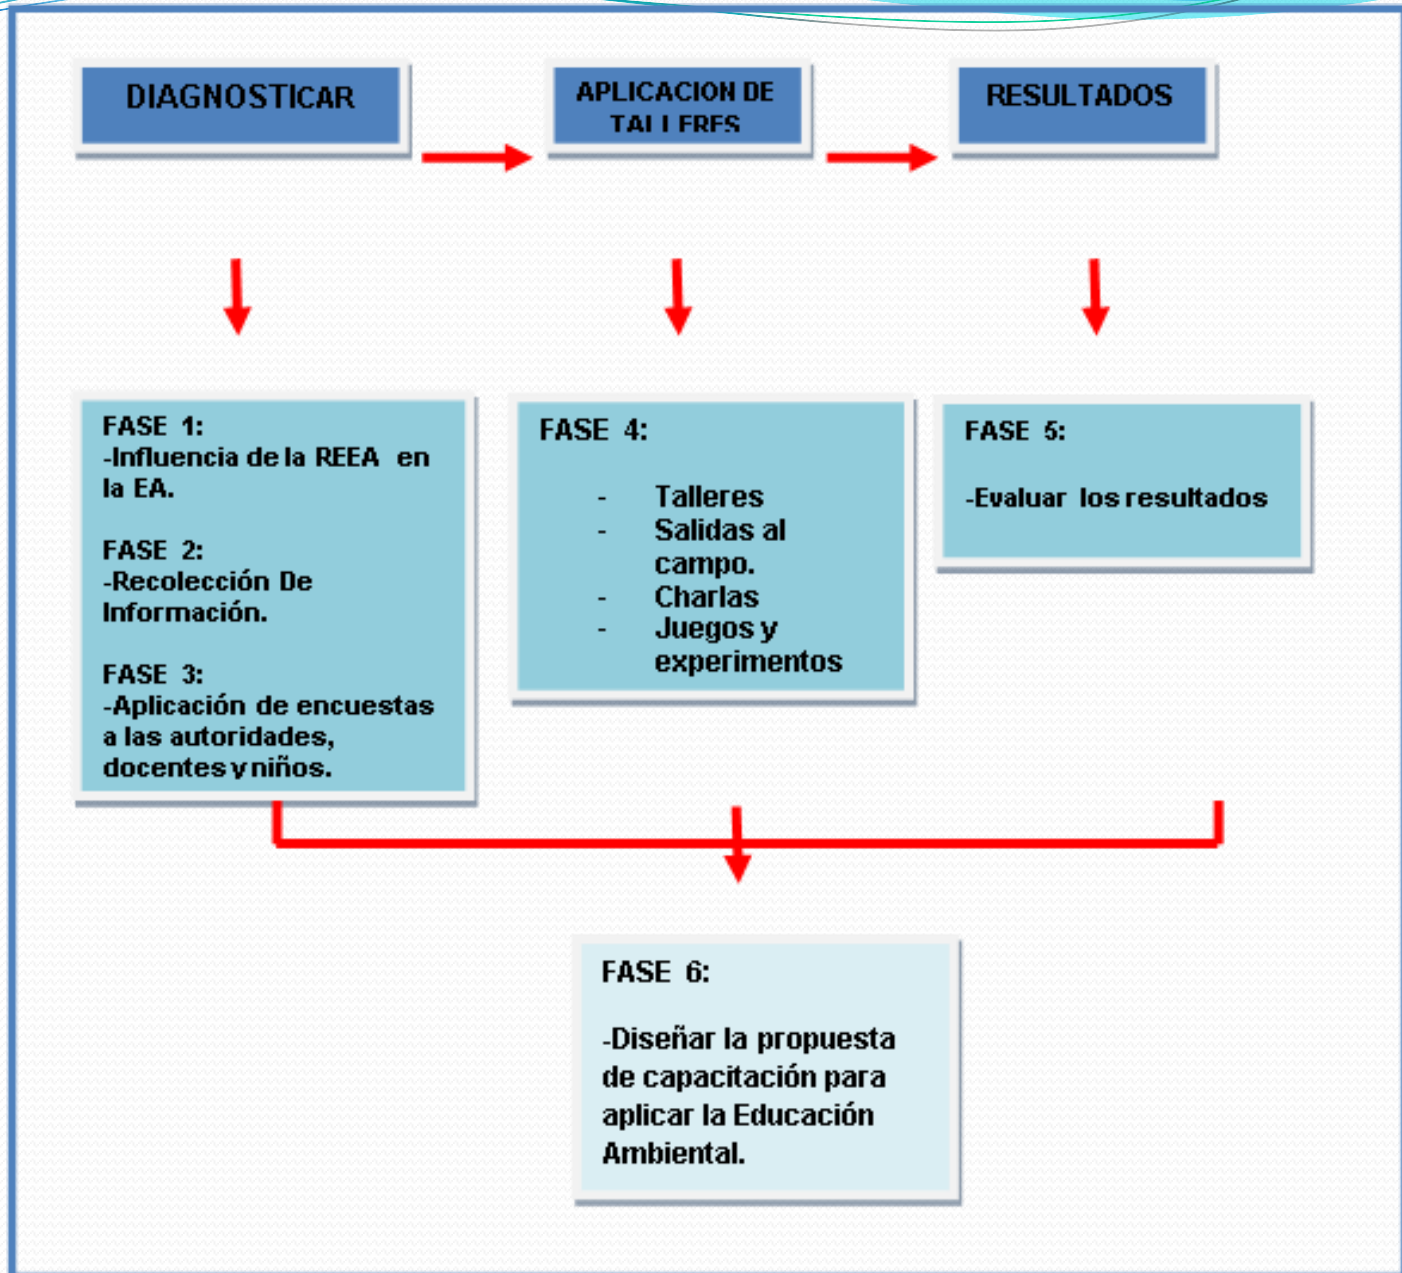 DIAGNOSTICAR
APLICACION DE
TALLERES
RESULTADOS
FASE 1:
-Influencia de la REEA en
la EA.
FASE 2:
-Recolección De
Información.
FASE 3:
-Aplicación de encuestas
a las autoridades,
docentes y niños.
FASE 4:
- Talleres
- Salidas al
campo.
- Charlas
- Juegos y
experimentos
FASE 5:
-Evaluar los resultados
FASE 6:
-Diseñar la propuesta
de capacitación para
aplicar la Educación
Ambiental.